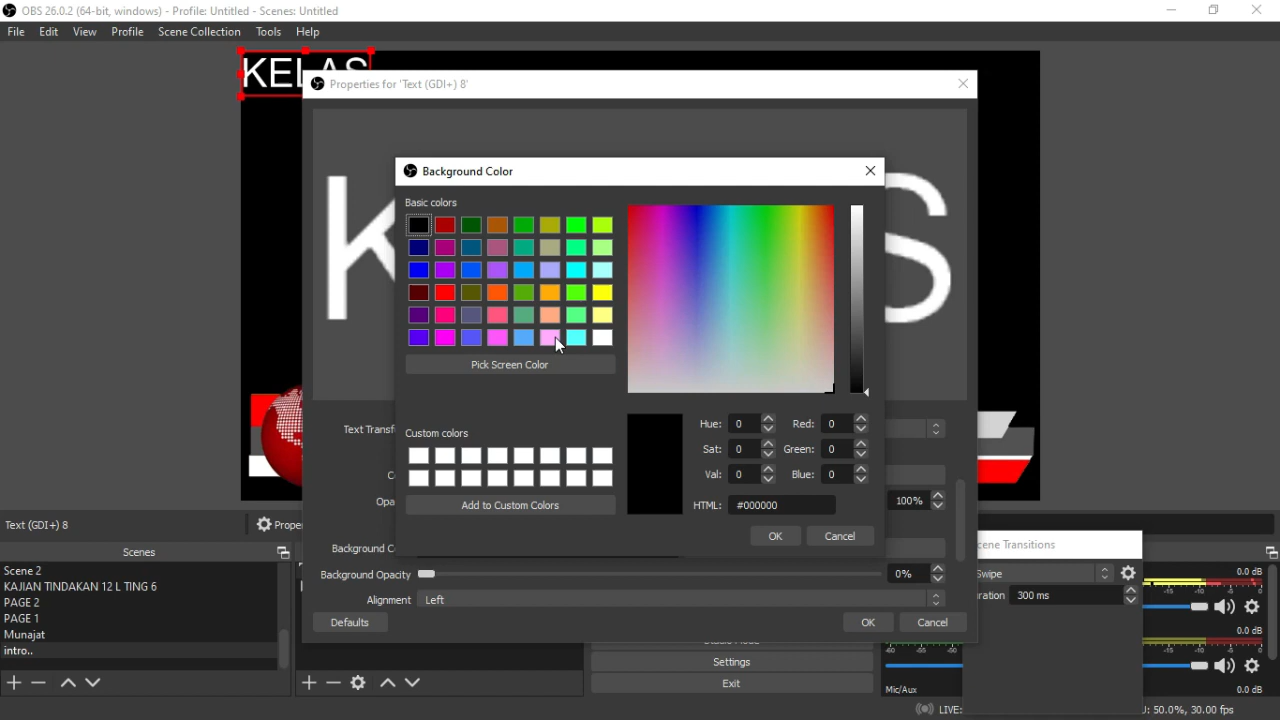 OBS 26.0.2 (64-bit, windows) - Profile: Untitled - Scenes: Untitled
File Edit View Profile Scene Collection Tools Help
KELAS
Properties for 'Text (GDI+) 8'
K S
Background Color
Basic colors
Pick Screen Color
Custom colors
Add to Custom Colors
Hue: 0 Red: 0
Sat: 0 Green: 0
Val: 0 Blue: 0
HTML: #000000
OK Cancel
Text Transf
C
Opa 100%
Background C
Background Opacity 0%
Alignment Left
Defaults OK Cancel
Text (GDI+) 8 Prope
Scenes
Scene 2
KAJIAN TINDAKAN 12 L TING 6
PAGE 2
PAGE 1
Munajat
intro..
Settings
Exit
cene Transitions
Swipe
ration 300 ms
0.0 dB
0.0 dB
Mic/Aux 0.0 dB
LIVE: U: 50.0%, 30.00 fps